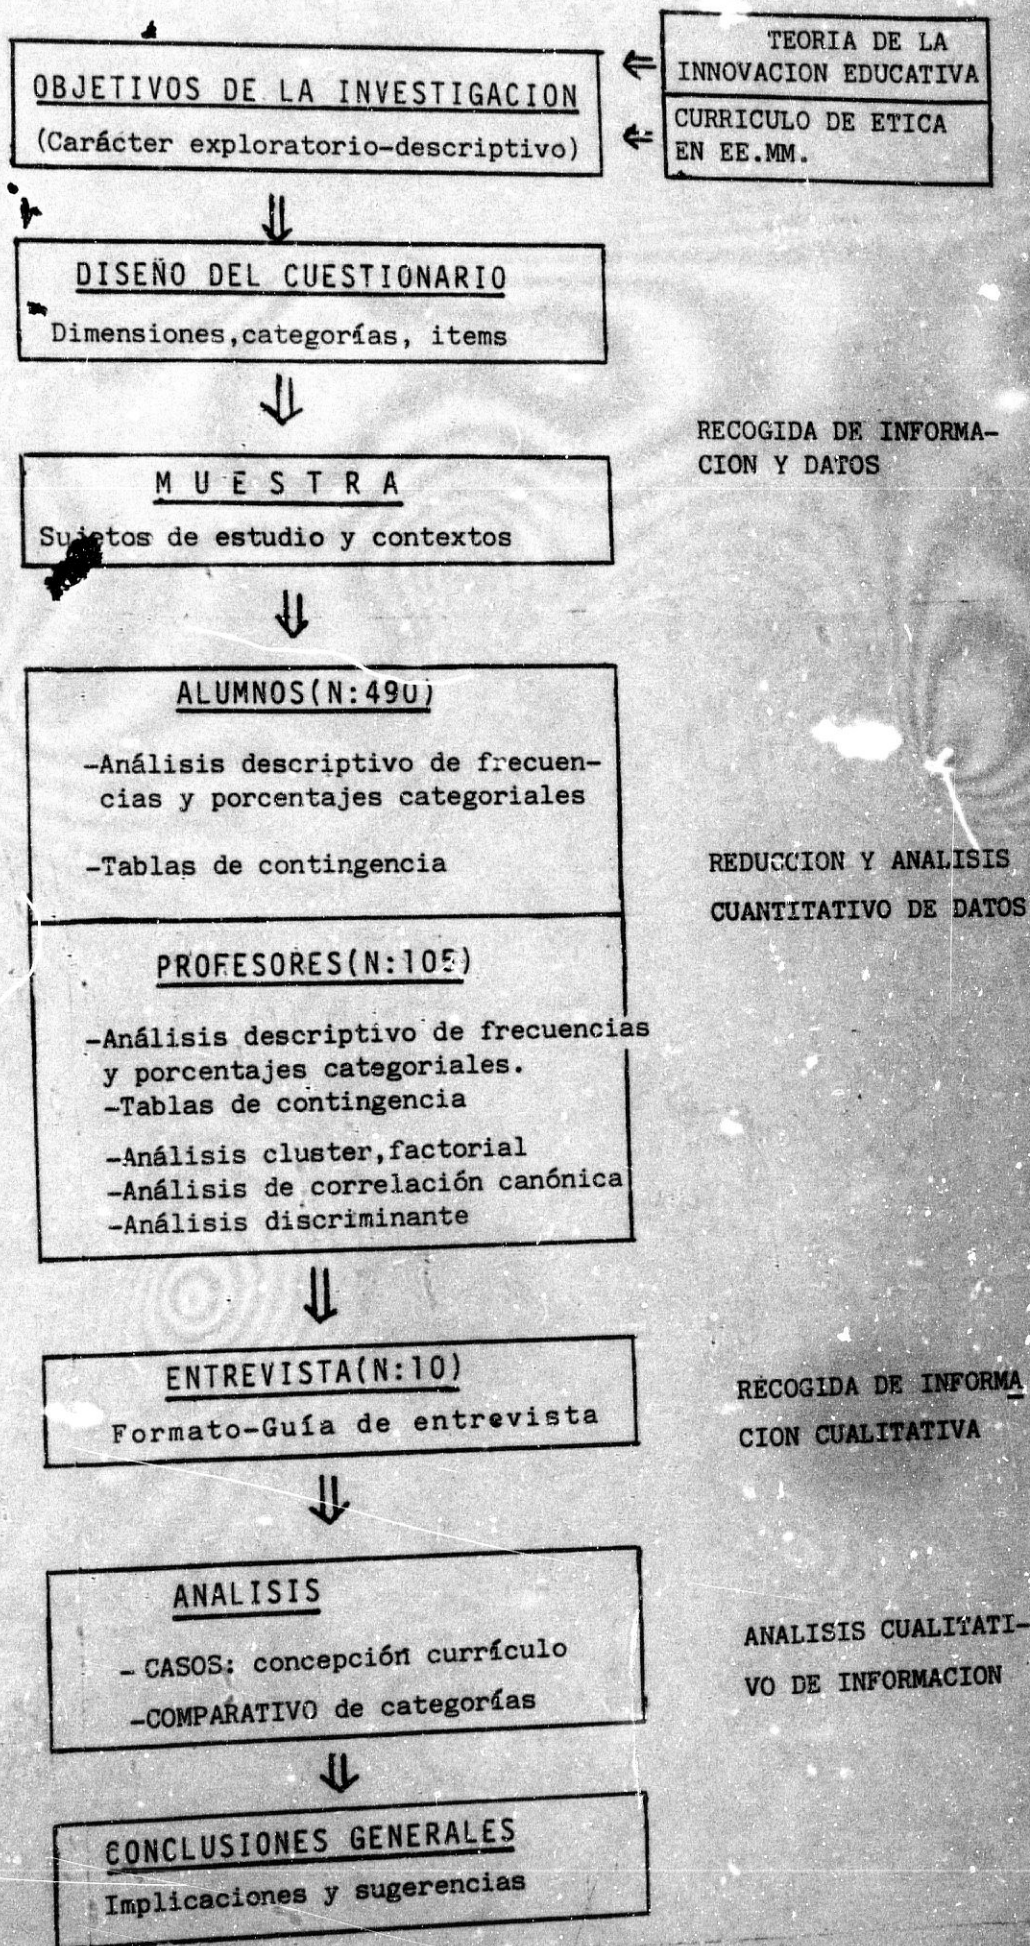 TEORIA DE LA
INNOVACION EDUCATIVA
CURRICULO DE ETICA
EN EE.MM.
OBJETIVOS DE LA INVESTIGACION
(Carácter exploratorio-descriptivo)
DISEÑO DEL CUESTIONARIO
Dimensiones,categorías, items
RECOGIDA DE INFORMA-
CION Y DATOS
M U E S T R A
Sujetos de estudio y contextos
ALUMNOS(N:490)
-Análisis descriptivo de frecuen-
cias y porcentajes categoriales
-Tablas de contingencia
REDUCCION Y ANALISIS
CUANTITATIVO DE DATOS
PROFESORES(N:105)
-Análisis descriptivo de frecuencias
y porcentajes categoriales.
-Tablas de contingencia
-Análisis cluster,factorial
-Análisis de correlación canónica
-Análisis discriminante
ENTREVISTA(N:10)
Formato-Guía de entrevista
RECOGIDA DE INFORMA
CION CUALITATIVA
ANALISIS
- CASOS: concepción currículo
-COMPARATIVO de categorías
ANALISIS CUALITATI-
VO DE INFORMACION
CONCLUSIONES GENERALES
Implicaciones y sugerencias